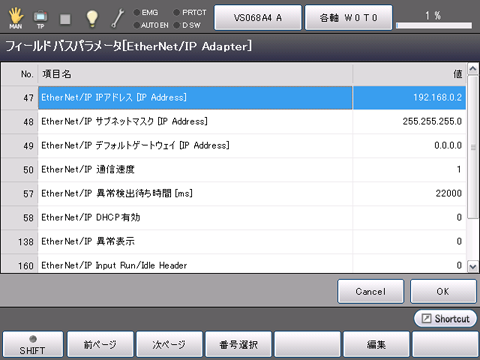 MAN TP EMG PRTCT AUTO EN D SW VS068A4 A 各軸 W 0 T 0 1 %
フィールドバスパラメータ[EtherNet/IP Adapter]
No. 項目名 値
47 EtherNet/IP IPアドレス [IP Address] 192.168.0.2
48 EtherNet/IP サブネットマスク [IP Address] 255.255.255.0
49 EtherNet/IP デフォルトゲートウェイ [IP Address] 0.0.0.0
50 EtherNet/IP 通信速度 1
57 EtherNet/IP 異常検出待ち時間 [ms] 22000
58 EtherNet/IP DHCP有効 0
138 EtherNet/IP 異常表示 0
160 EtherNet/IP Input Run/Idle Header 0
Cancel OK
Shortcut
SHIFT 前ページ 次ページ 番号選択 編集